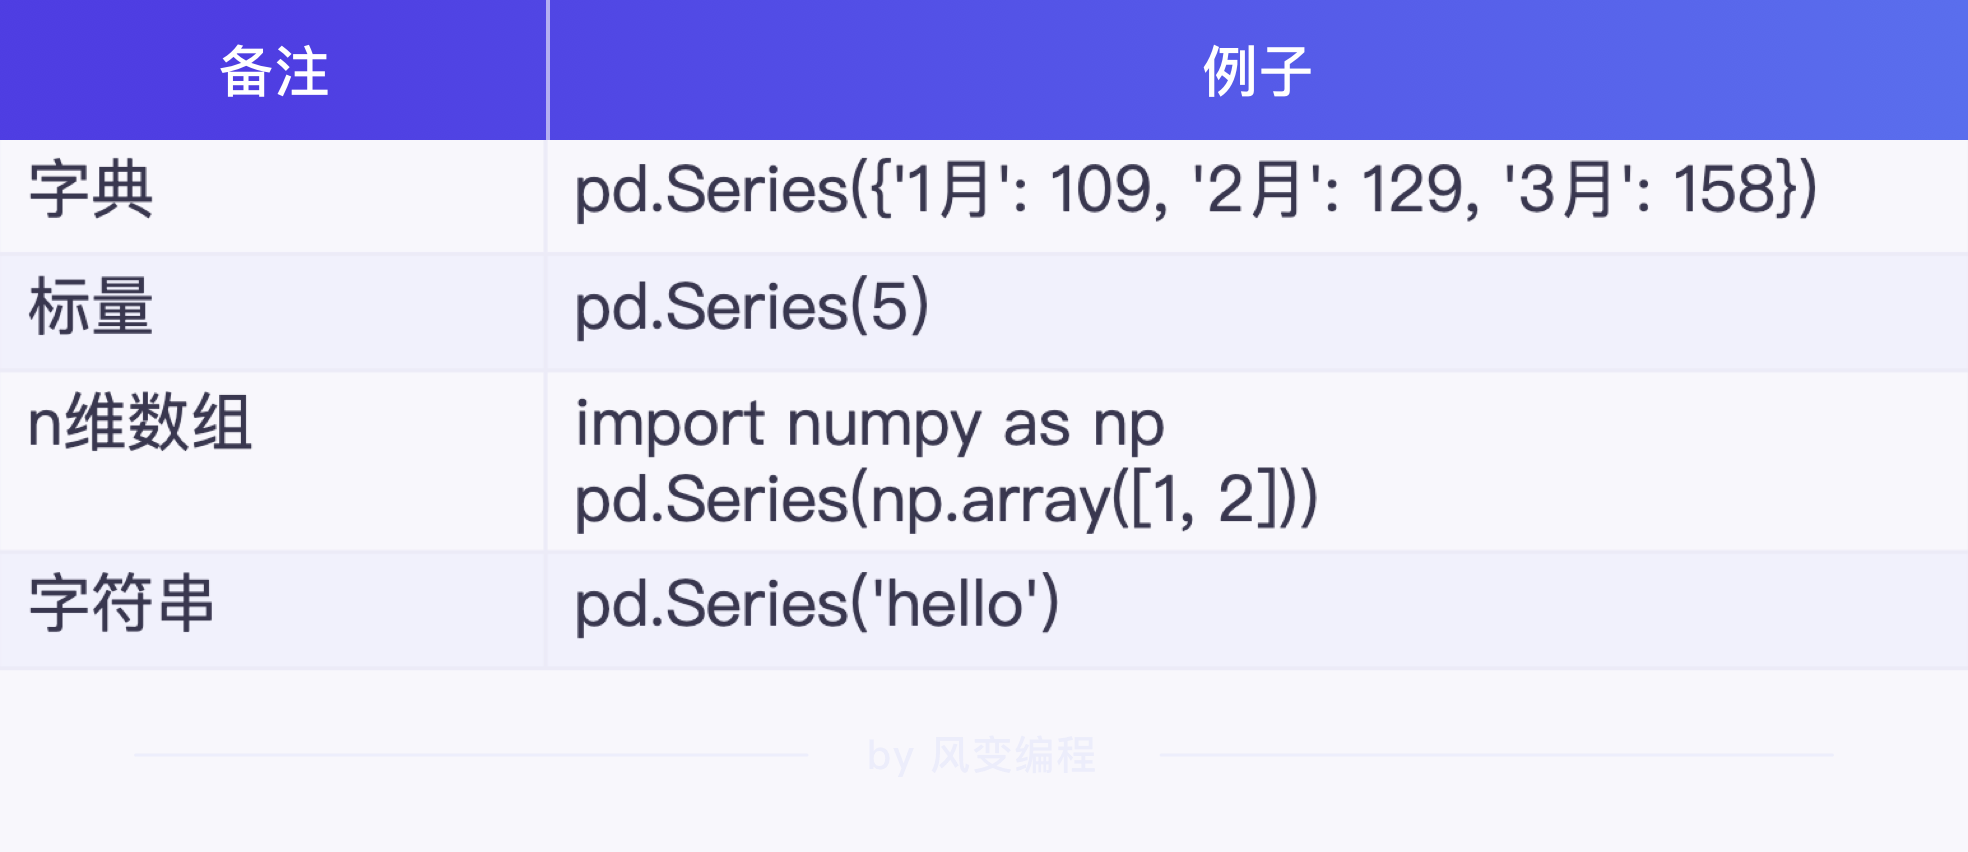 备注 例子
字典 pd.Series({'1月': 109, '2月': 129, '3月': 158})
标量 pd.Series(5)
n维数组 import numpy as np
pd.Series(np.array([1, 2]))
字符串 pd.Series('hello')
by 风变编程